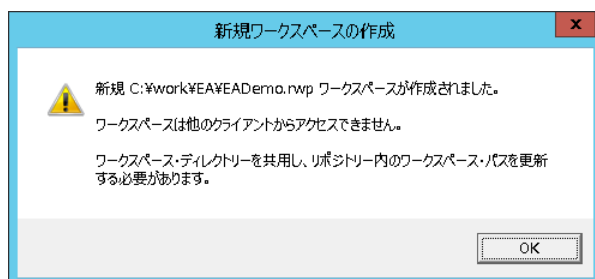 新規ワークスペースの作成
x
新規 C:¥work¥EA¥EADemo.rwp ワークスペースが作成されました。
ワークスペースは他のクライアントからアクセスできません。
ワークスペース・ディレクトリーを共用し、リポジトリー内のワークスペース・パスを更新
する必要があります。
OK